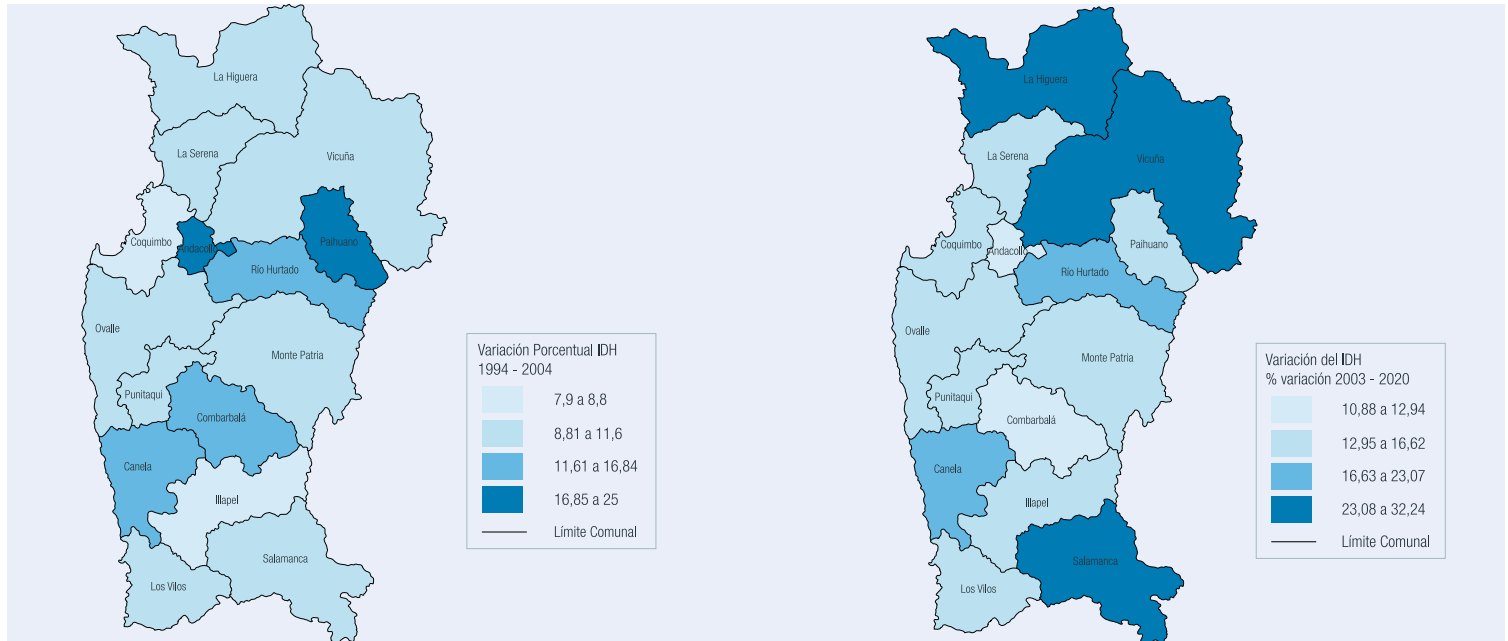 La Higuera
La Serena
Vicuña
Coquimbo
Andacollo
Paihuano
Río Hurtado
Ovalle
Monte Patria
Punitaqui
Combarbalá
Canela
Illapel
Salamanca
Los Vilos
Variación Porcentual IDH
1994 - 2004
7,9 a 8,8
8,81 a 11,6
11,61 a 16,84
16,85 a 25
Límite Comunal
La Higuera
La Serena
Vicuña
Coquimbo
Andacollo
Paihuano
Río Hurtado
Ovalle
Monte Patria
Punitaqui
Combarbalá
Canela
Illapel
Salamanca
Los Vilos
Variación del IDH
% variación 2003 - 2020
10,88 a 12,94
12,95 a 16,62
16,63 a 23,07
23,08 a 32,24
Límite Comunal